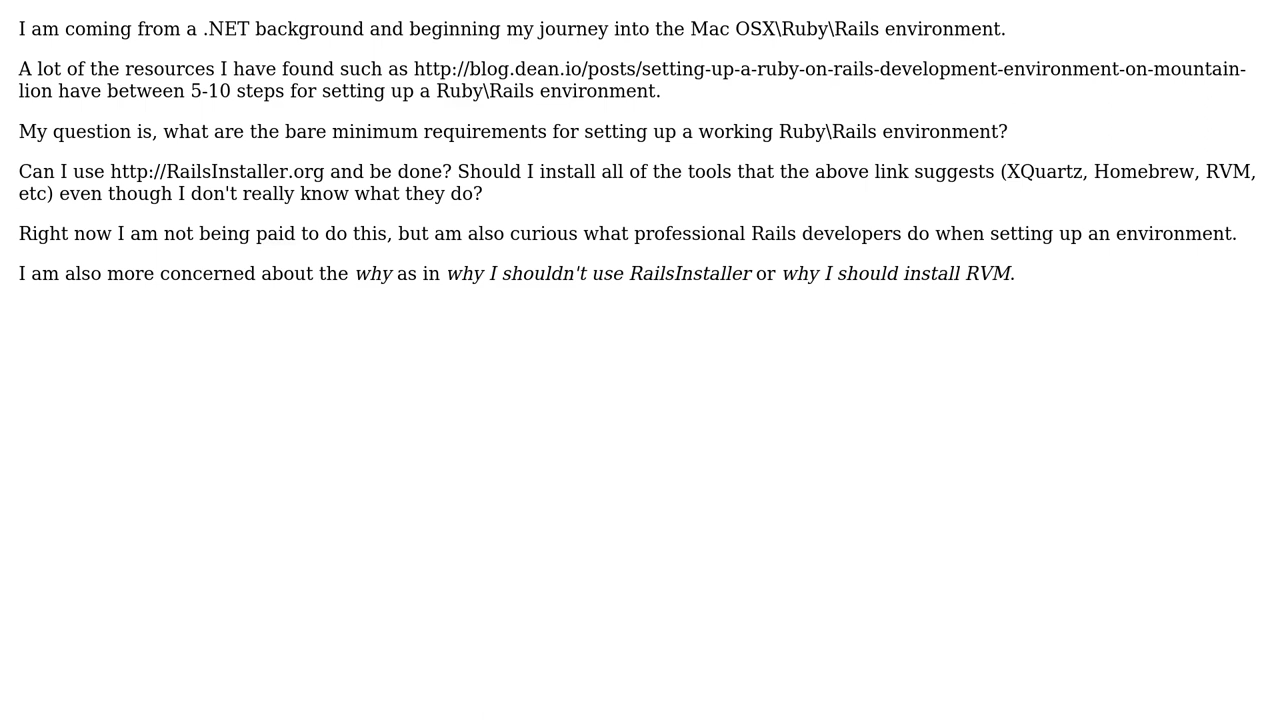 I am coming from a .NET background and beginning my journey into the Mac OSX\Ruby\Rails environment.
A lot of the resources I have found such as http://blog.dean.io/posts/setting-up-a-ruby-on-rails-development-environment-on-mountain-
lion have between 5-10 steps for setting up a Ruby\Rails environment.
My question is, what are the bare minimum requirements for setting up a working Ruby\Rails environment?
Can I use http://RailsInstaller.org and be done? Should I install all of the tools that the above link suggests (XQuartz, Homebrew, RVM,
etc) even though I don't really know what they do?
Right now I am not being paid to do this, but am also curious what professional Rails developers do when setting up an environment.
I am also more concerned about the why as in why I shouldn't use RailsInstaller or why I should install RVM.